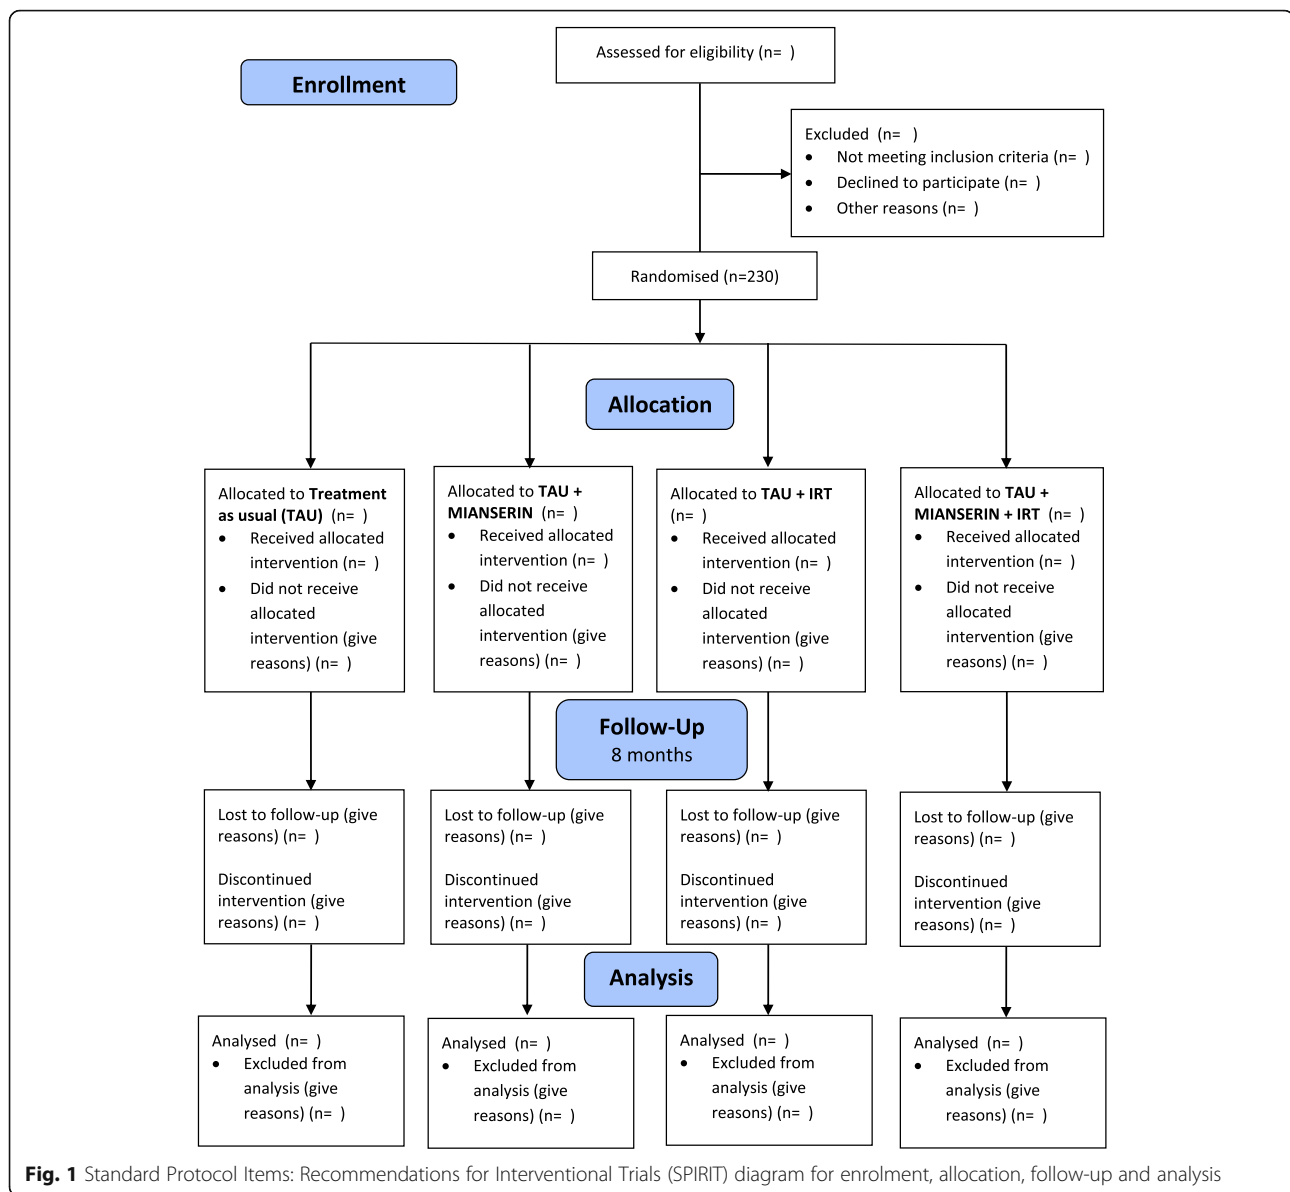 Assessed for eligibility (n= )
Enrollment
Excluded (n= )
• Not meeting inclusion criteria (n= )
• Declined to participate (n= )
• Other reasons (n= )
Randomised (n=230)
Allocation
Allocated to Treatment
as usual (TAU) (n= )
• Received allocated
intervention (n= )
• Did not receive
allocated
intervention (give
reasons) (n= )
Allocated to TAU +
MIANSERIN (n= )
• Received allocated
intervention (n= )
• Did not receive
allocated
intervention (give
reasons) (n= )
Allocated to TAU + IRT
(n= )
• Received allocated
intervention (n= )
• Did not receive
allocated
intervention (give
reasons) (n= )
Allocated to TAU +
MIANSERIN + IRT (n= )
• Received allocated
intervention (n= )
• Did not receive
allocated
intervention (give
reasons) (n= )
Follow-Up
8 months
Lost to follow-up (give
reasons) (n= )
Discontinued
intervention (give
reasons) (n= )
Lost to follow-up (give
reasons) (n= )
Discontinued
intervention (give
reasons) (n= )
Lost to follow-up (give
reasons) (n= )
Discontinued
intervention (give
reasons) (n= )
Lost to follow-up (give
reasons) (n= )
Discontinued
intervention (give
reasons) (n= )
Analysis
Analysed (n= )
• Excluded from
analysis (give
reasons) (n= )
Analysed (n= )
• Excluded from
analysis (give
reasons) (n= )
Analysed (n= )
• Excluded from
analysis (give
reasons) (n= )
Analysed (n= )
• Excluded from
analysis (give
reasons) (n= )
Fig. 1 Standard Protocol Items: Recommendations for Interventional Trials (SPIRIT) diagram for enrolment, allocation, follow-up and analysis